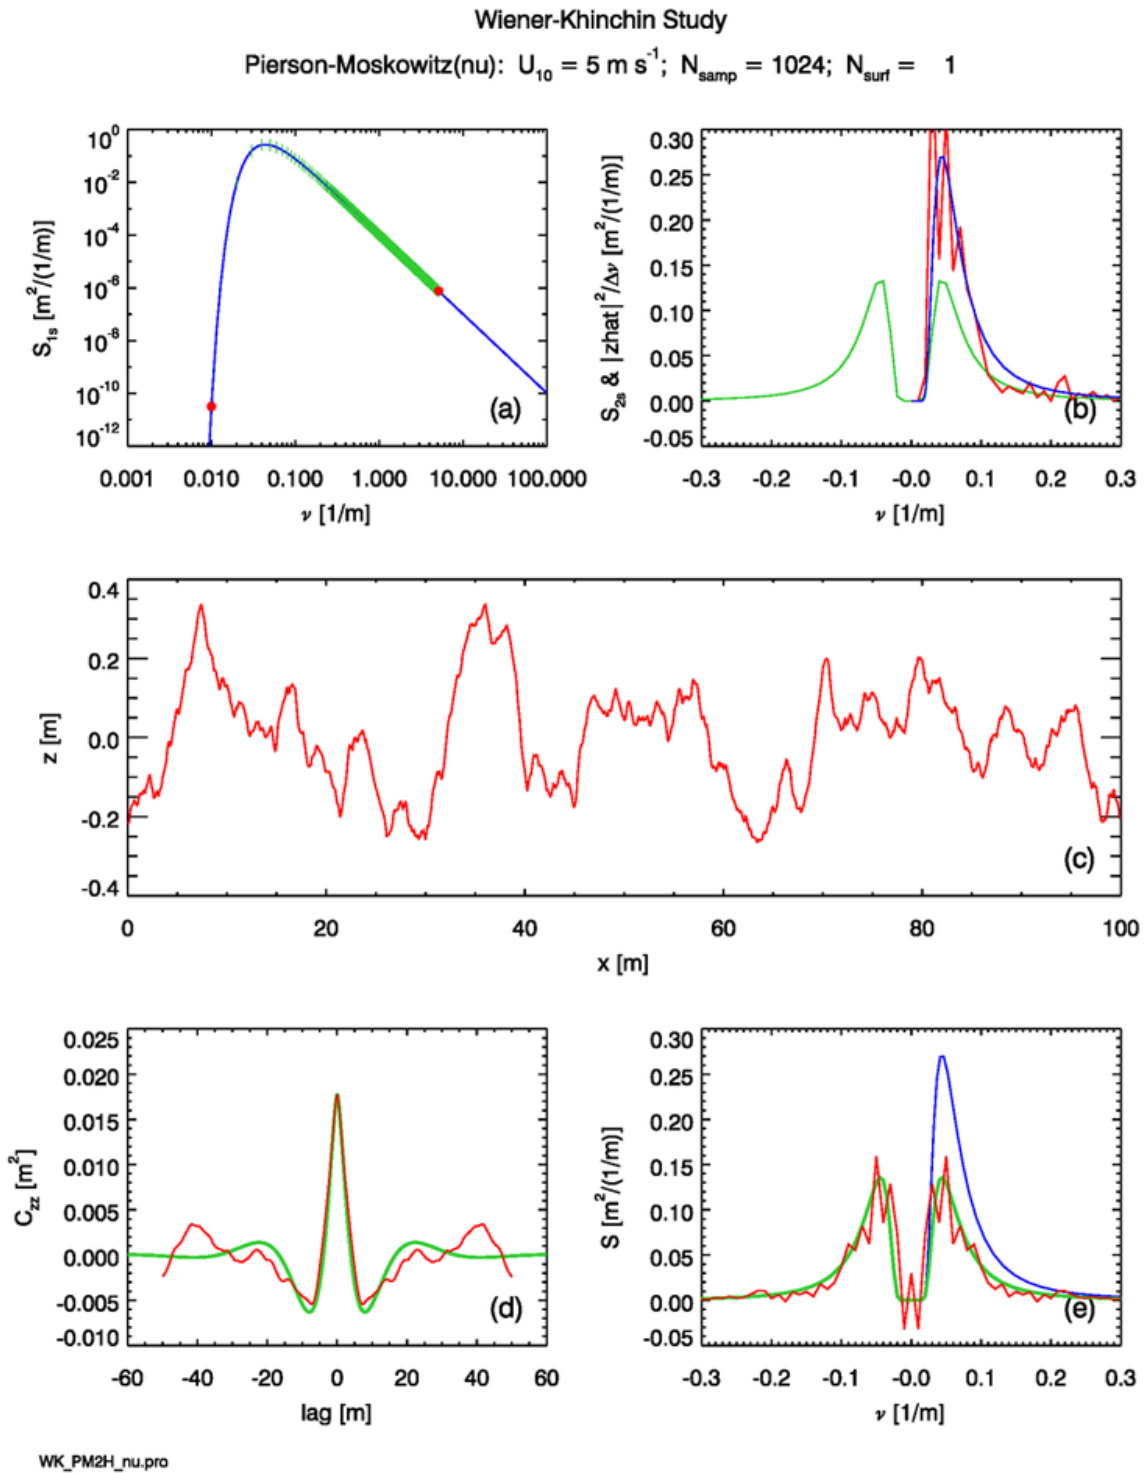 Wiener-Khinchin Study
Pierson-Moskowitz(nu): U10 = 5 m s-1; Nsamp = 1024; Nsurf = 1
S1s [m2/(1/m)]
10^0
10^-2
10^-4
10^-6
10^-8
10^-10
10^-12
(a)
0.001 0.010 0.100 1.000 10.000 100.000
ν [1/m]
S2s & |zhat|2/Δν [m2/(1/m)]
0.30
0.25
0.20
0.15
0.10
0.05
0.00
-0.05
(b)
-0.3 -0.2 -0.1 -0.0 0.1 0.2 0.3
ν [1/m]
z [m]
0.4
0.2
0.0
-0.2
-0.4
(c)
0 20 40 60 80 100
x [m]
Czz [m2]
0.025
0.020
0.015
0.010
0.005
0.000
-0.005
-0.010
(d)
-60 -40 -20 0 20 40 60
lag [m]
S [m2/(1/m)]
0.30
0.25
0.20
0.15
0.10
0.05
0.00
-0.05
(e)
-0.3 -0.2 -0.1 -0.0 0.1 0.2 0.3
ν [1/m]
WK_PM2H_nu.pro